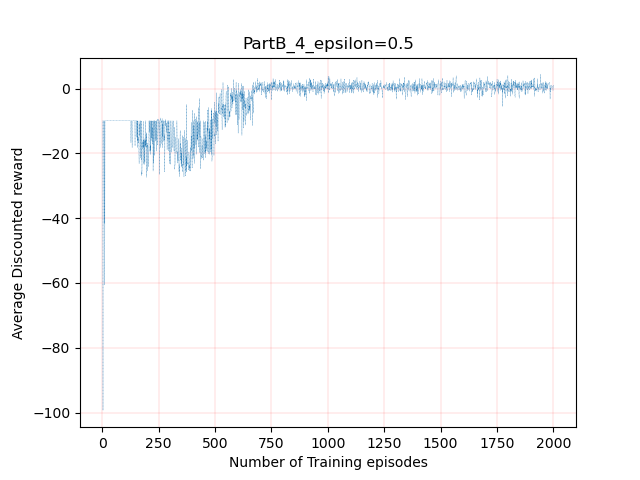 PartB_4_epsilon=0.5
0
−20
−40
−60
−80
−100
Average Discounted reward
0 250 500 750 1000 1250 1500 1750 2000
Number of Training episodes